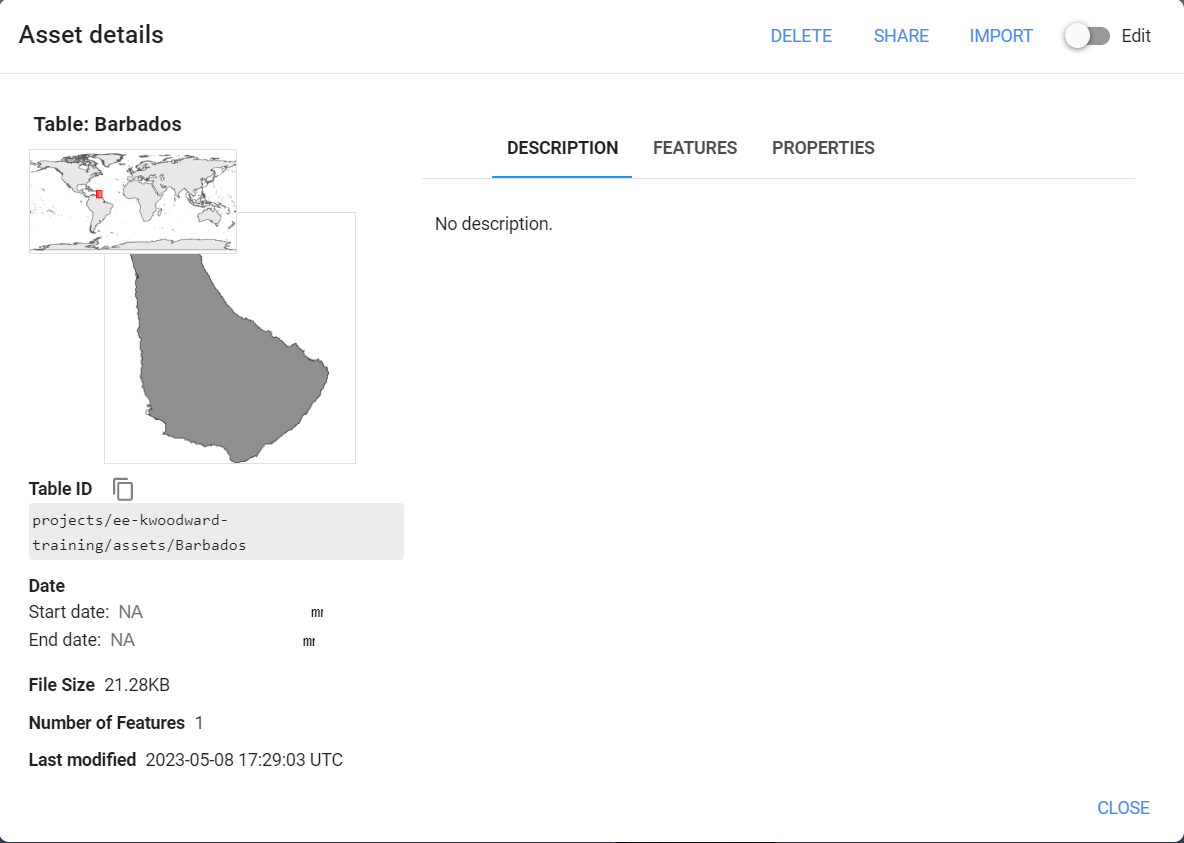 Asset details
DELETE SHARE IMPORT Edit
Table: Barbados
DESCRIPTION FEATURES PROPERTIES
No description.
Table ID
projects/ee-kwoodward-
training/assets/Barbados
Date
Start date: NA
End date: NA
File Size 21.28KB
Number of Features 1
Last modified 2023-05-08 17:29:03 UTC
CLOSE